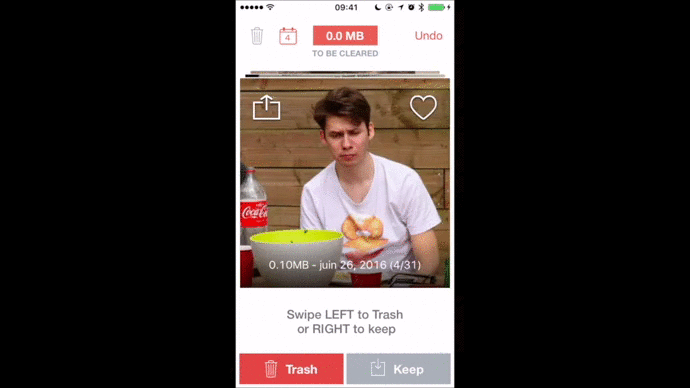 09:41
4
0.0 MB
Undo
TO BE CLEARED
Coca-Cola
0.10MB - juin 26, 2016 (4/31)
Swipe LEFT to Trash
or RIGHT to keep
Trash
Keep